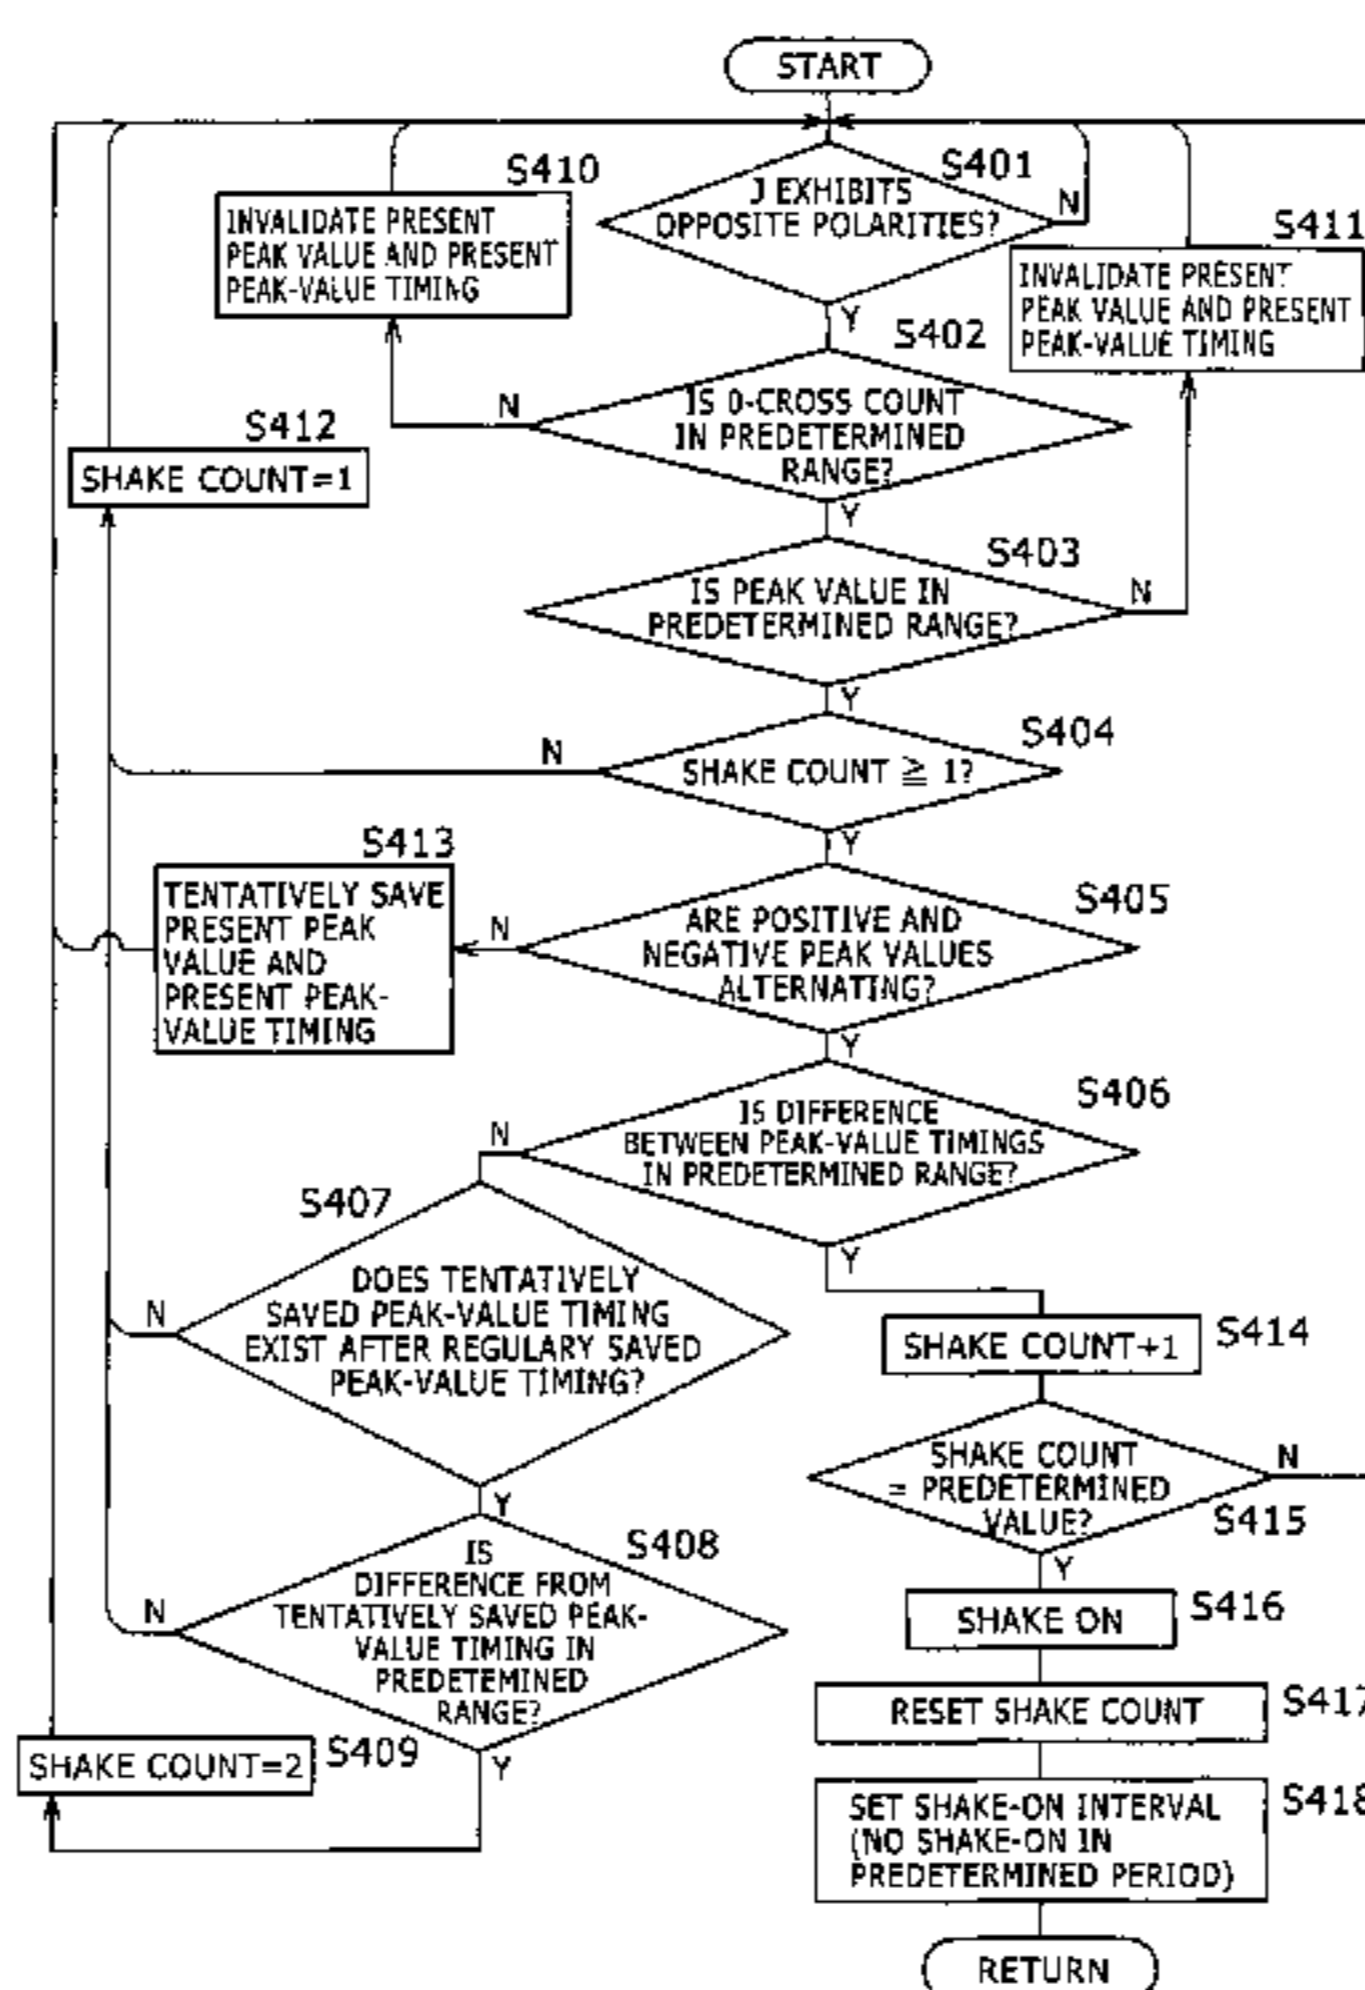 START
S401
J EXHIBITS
OPPOSITE POLARITIES?
N
Y
S410
INVALIDATE PRESENT
PEAK VALUE AND PRESENT
PEAK-VALUE TIMING
S411
INVALIDATE PRESENT
PEAK VALUE AND PRESENT
PEAK-VALUE TIMING
S402
IS 0-CROSS COUNT
IN PREDETERMINED
RANGE?
N
Y
S412
SHAKE COUNT=1
S403
IS PEAK VALUE IN
PREDETERMINED RANGE?
N
Y
S404
SHAKE COUNT ≧ 1?
N
Y
S413
TENTATIVELY SAVE
PRESENT PEAK
VALUE AND
PRESENT PEAK-
VALUE TIMING
S405
ARE POSITIVE AND
NEGATIVE PEAK VALUES
ALTERNATING?
N
Y
S406
IS DIFFERENCE
BETWEEN PEAK-VALUE TIMINGS
IN PREDETERMINED RANGE?
N
Y
S407
DOES TENTATIVELY
SAVED PEAK-VALUE TIMING
EXIST AFTER REGULARY SAVED
PEAK-VALUE TIMING?
N
Y
S414
SHAKE COUNT+1
SHAKE COUNT
= PREDETERMINED
VALUE?
N
S415
Y
S408
IS
DIFFERENCE FROM
TENTATIVELY SAVED PEAK-
VALUE TIMING IN
PREDETEMINED
RANGE?
N
Y
S409
SHAKE COUNT=2
S416
SHAKE ON
S417
RESET SHAKE COUNT
S418
SET SHAKE-ON INTERVAL
(NO SHAKE-ON IN
PREDETERMINED PERIOD)
RETURN